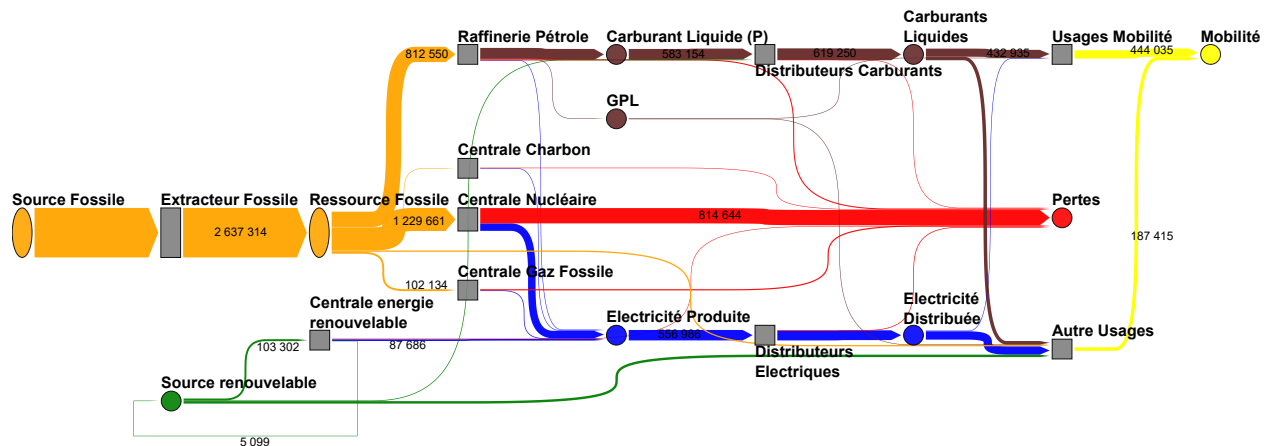 Carburants
Liquides
812 550
Raffinerie Pétrole
Carburant Liquide (P)
583 154
619 250
Distributeurs Carburants
432 935
Usages Mobilité
444 035
Mobilité
GPL
Centrale Charbon
Source Fossile
Extracteur Fossile
2 637 314
Ressource Fossile
1 229 661
Centrale Nucléaire
814 644
Pertes
187 415
102 134
Centrale Gaz Fossile
Centrale energie
renouvelable
103 302
87 686
Electricité Produite
556 986
Distributeurs
Electriques
Electricité
Distribuée
Autre Usages
Source renouvelable
5 099